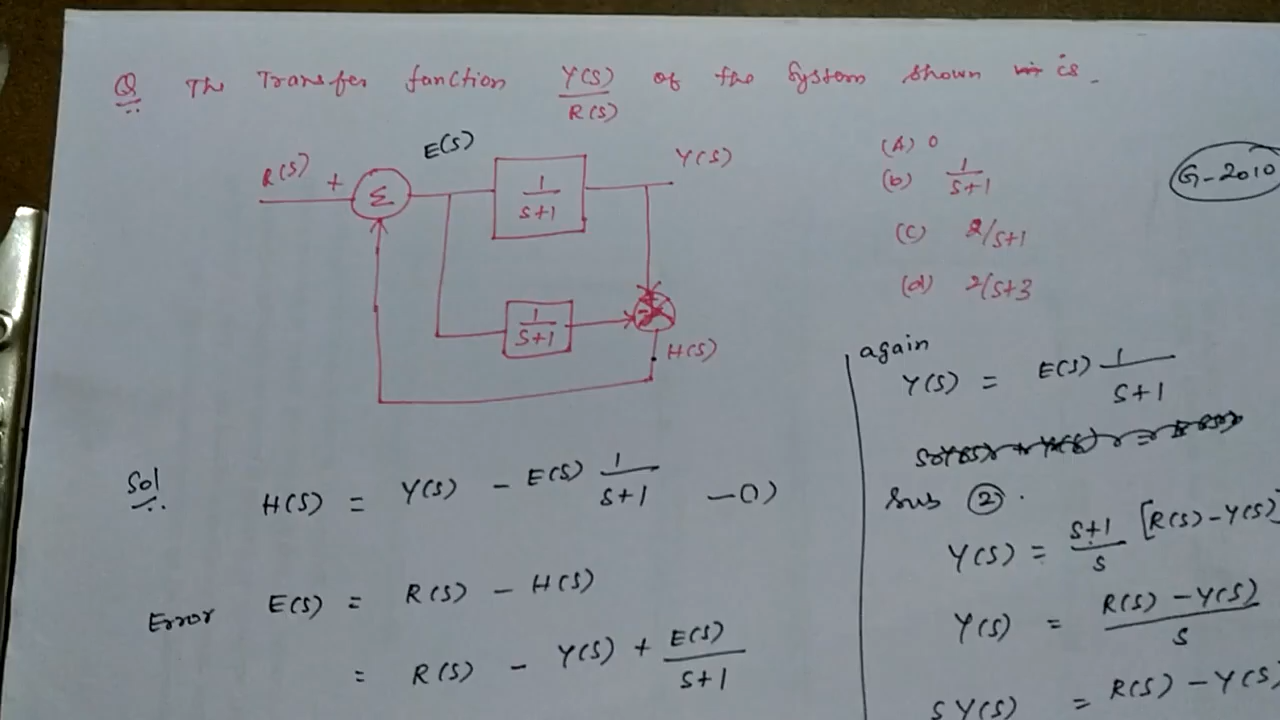 Q The Transfer function Y(S)/R(S) of the System shown is.
R(S) +
E(S)
Σ
1/S+1
Y(S)
1/S+1
H(S)
(A) 0
(b) 1/S+1
(C) 2/S+1
(d) 2/S+3
G-2010
Sol
H(S) = Y(S) - E(S) 1/S+1 —(1)
Error E(S) = R(S) - H(S)
= R(S) - Y(S) + E(S)/S+1
again
Y(S) = E(S) 1/S+1
Sub ②.
Y(S) = S+1/S [R(S)-Y(S)]
Y(S) = R(S) - Y(S)/S
SY(S) = R(S) - Y(S)